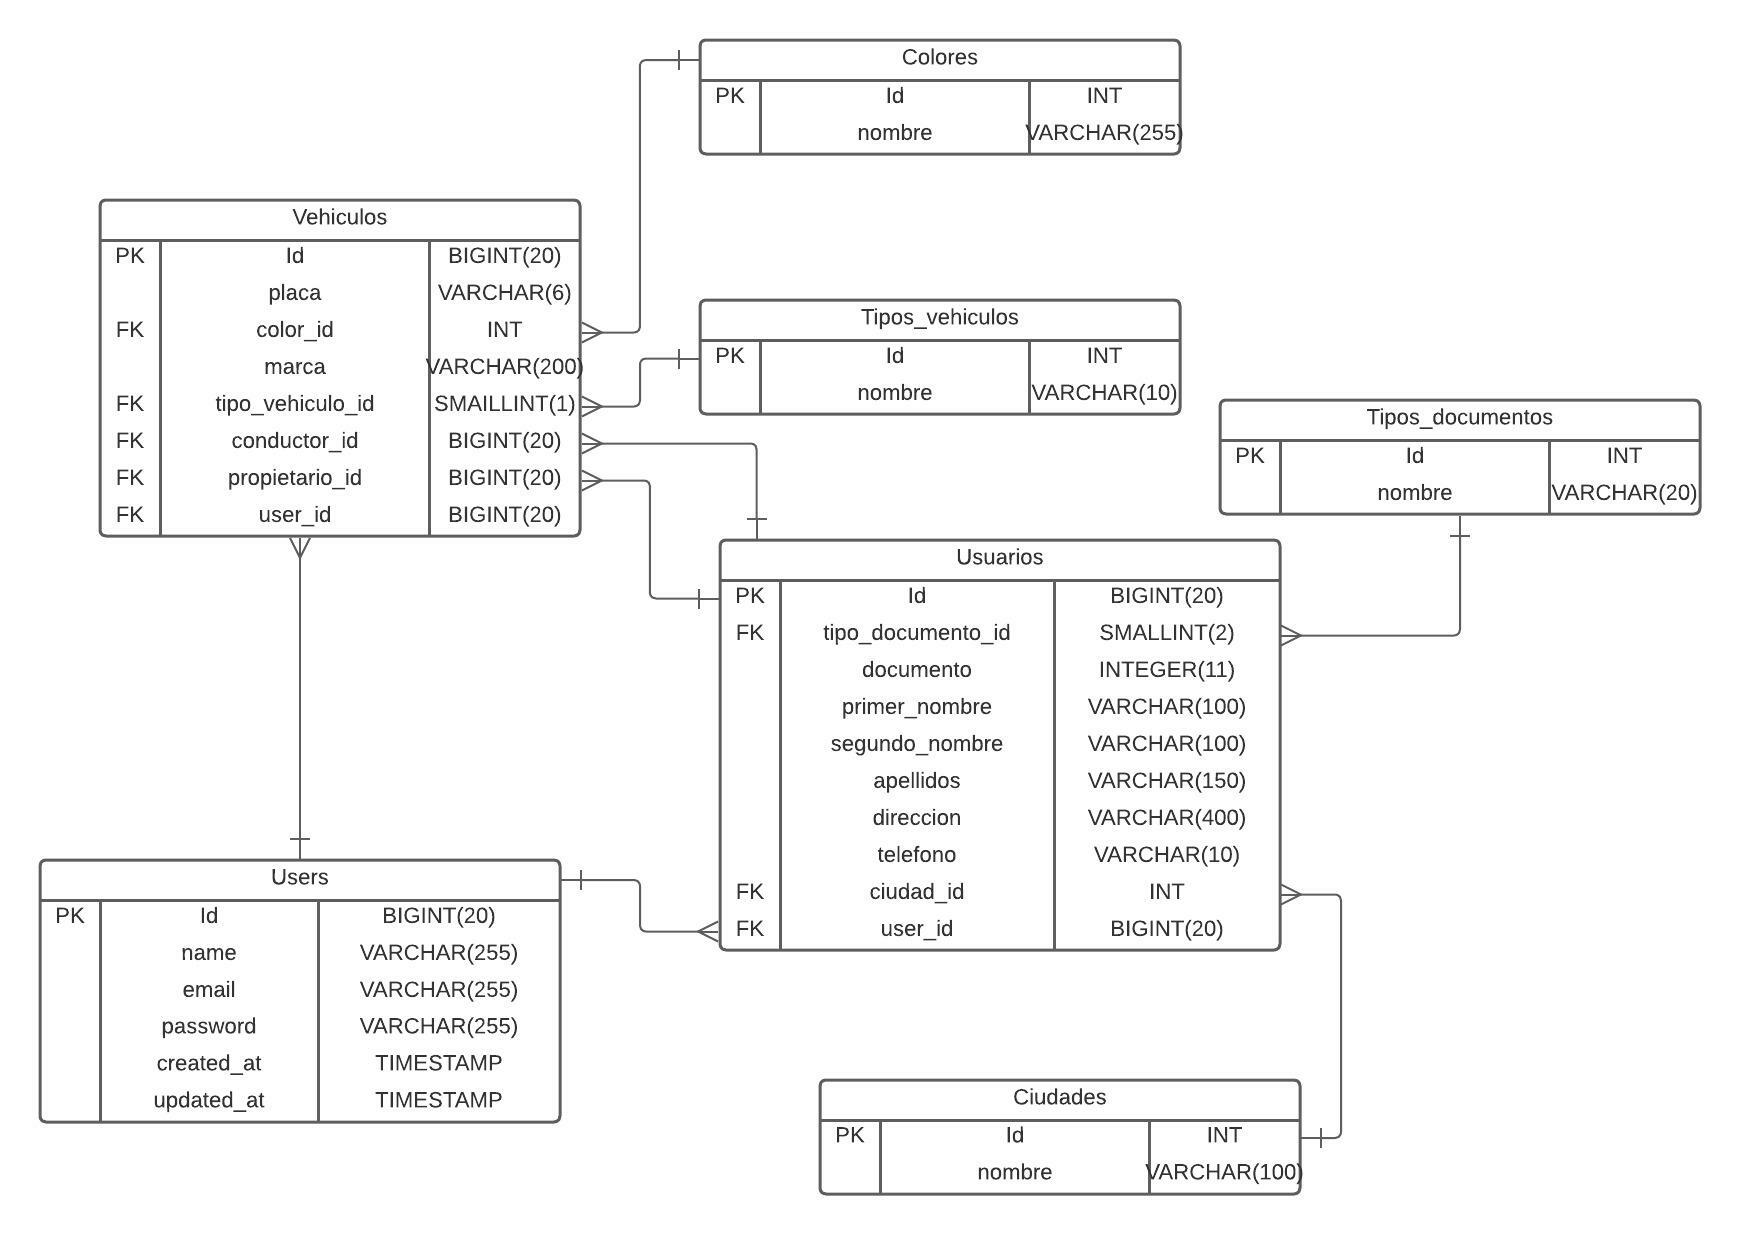 Colores
PK Id INT
nombre VARCHAR(255)
Vehiculos
PK Id BIGINT(20)
placa VARCHAR(6)
FK color_id INT
marca VARCHAR(200)
FK tipo_vehiculo_id SMAILLINT(1)
FK conductor_id BIGINT(20)
FK propietario_id BIGINT(20)
FK user_id BIGINT(20)
Tipos_vehiculos
PK Id INT
nombre VARCHAR(10)
Tipos_documentos
PK Id INT
nombre VARCHAR(20)
Usuarios
PK Id BIGINT(20)
FK tipo_documento_id SMALLINT(2)
documento INTEGER(11)
primer_nombre VARCHAR(100)
segundo_nombre VARCHAR(100)
apellidos VARCHAR(150)
direccion VARCHAR(400)
telefono VARCHAR(10)
FK ciudad_id INT
FK user_id BIGINT(20)
Users
PK Id BIGINT(20)
name VARCHAR(255)
email VARCHAR(255)
password VARCHAR(255)
created_at TIMESTAMP
updated_at TIMESTAMP
Ciudades
PK Id INT
nombre VARCHAR(100)